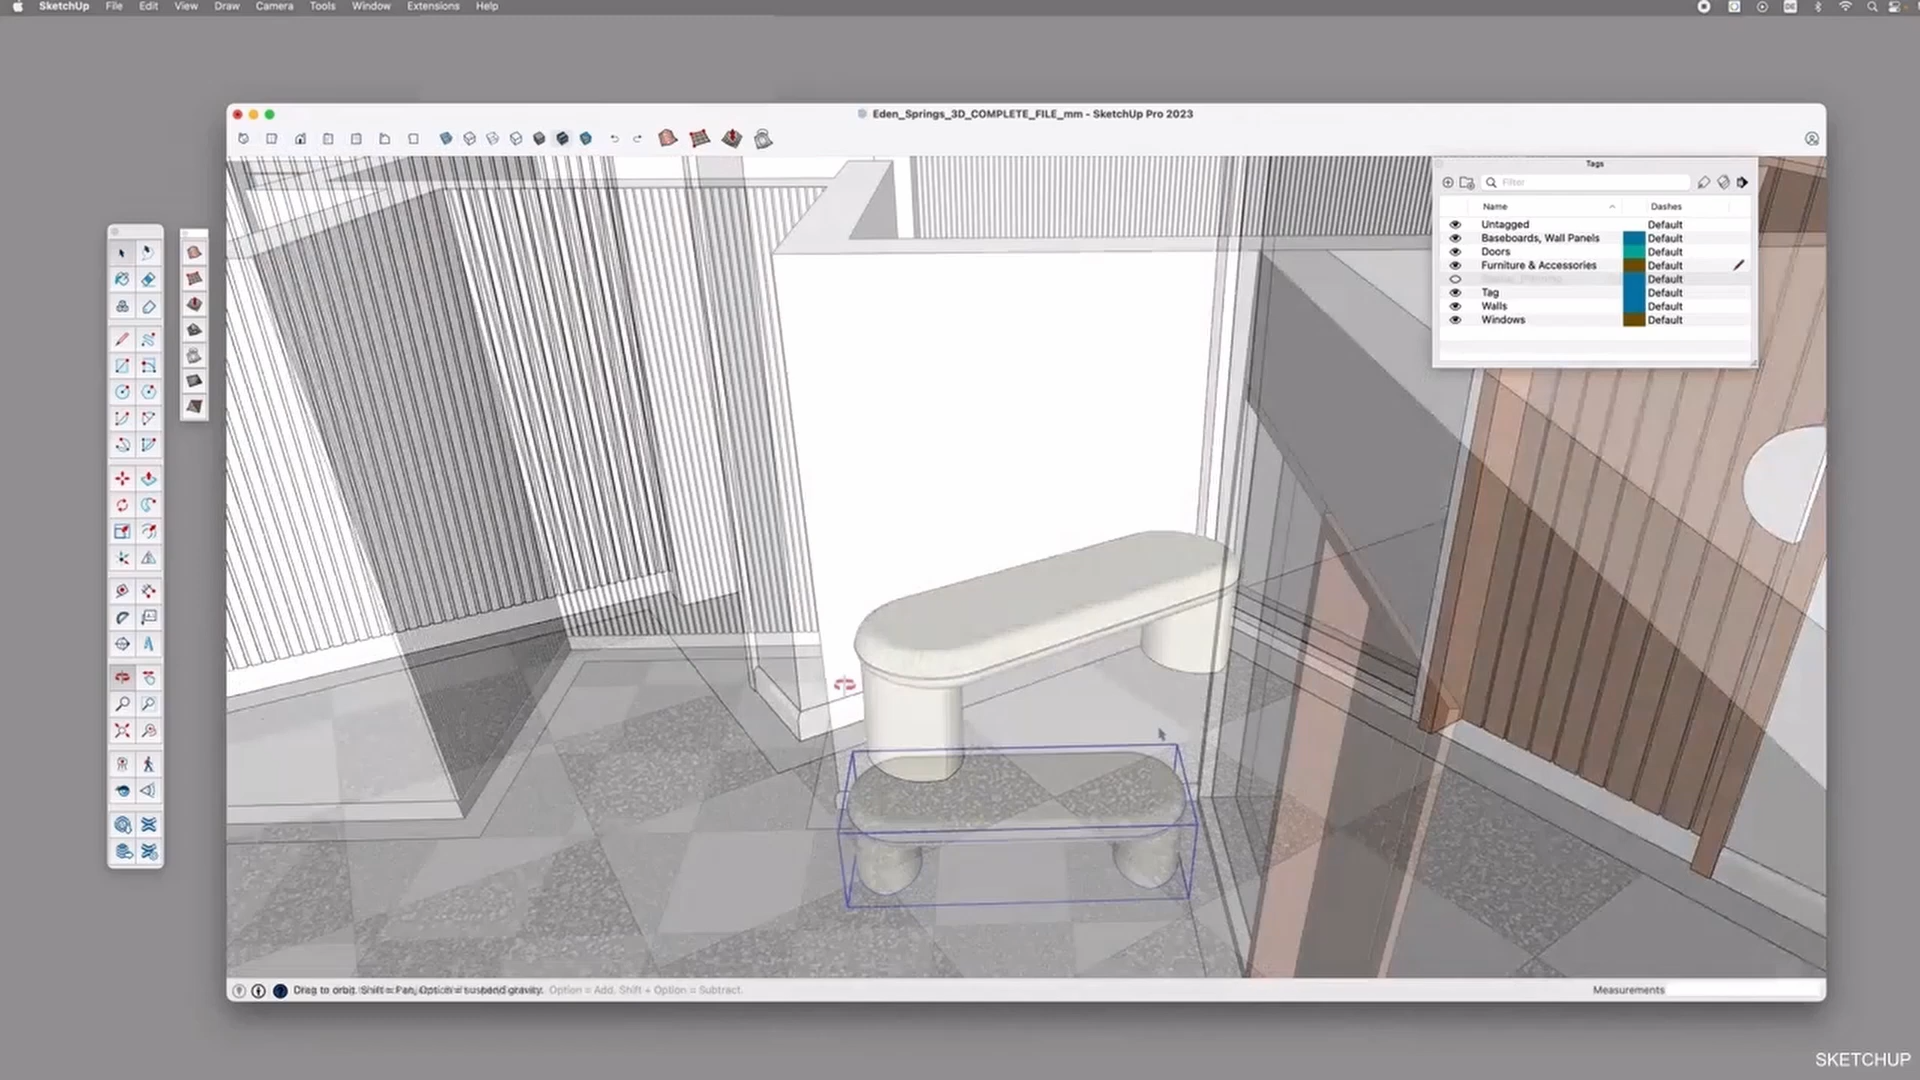 SketchUp File Edit View Draw Camera Tools Window Extensions Help
Eden_Springs_3D_COMPLETE_FILE_mm - SketchUp Pro 2023
Tags
Filter
Name Dashes
Untagged Default
Baseboards, Wall Panels Default
Doors Default
Furniture & Accessories Default
Default
Tag Default
Walls Default
Windows Default
Drag to orbit. Shift = Pan, Option = suspend gravity. Option = Add. Shift + Option = Subtract.
Measurements
SKETCHUP